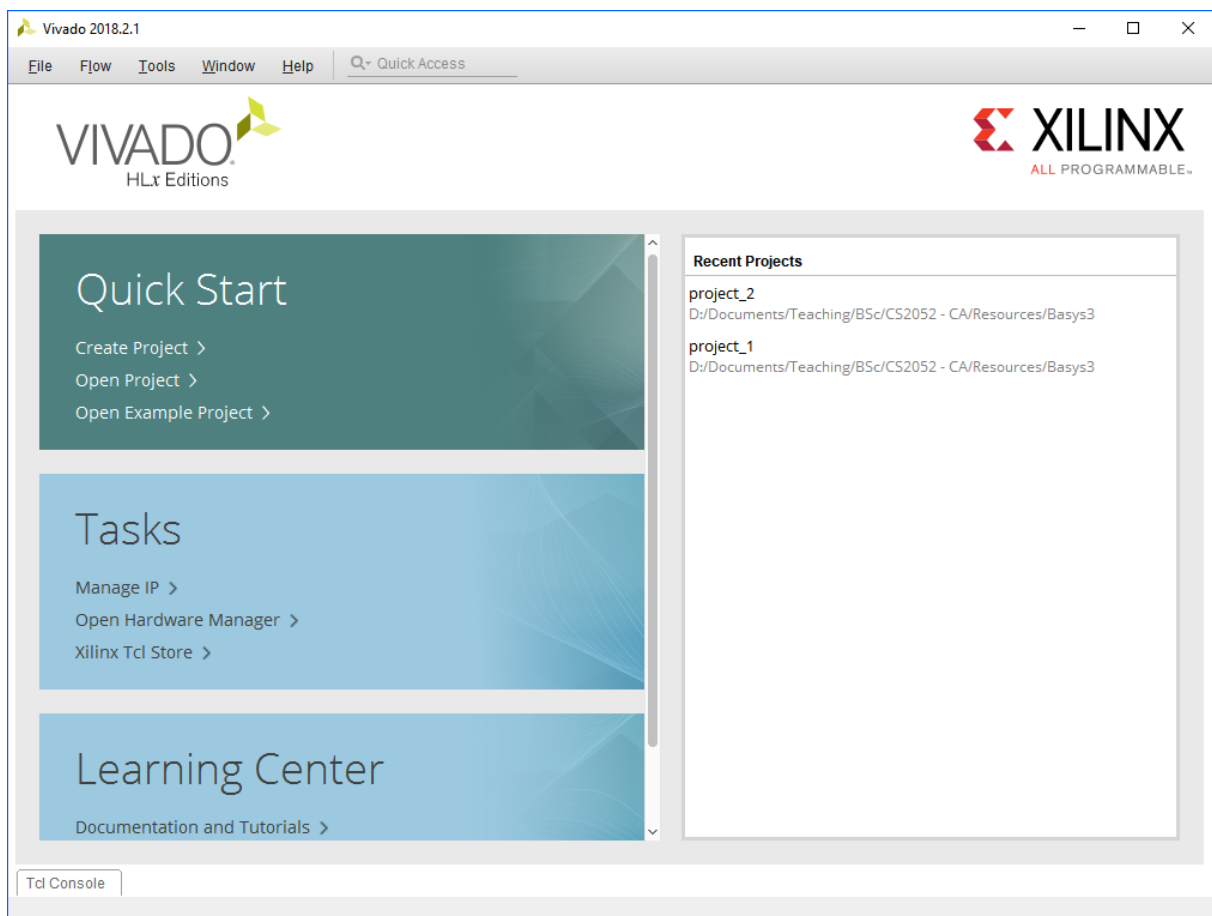 Vivado 2018.2.1
File Flow Tools Window Help Quick Access
VIVADO®
HLx Editions
XILINX
ALL PROGRAMMABLE™
Quick Start
Create Project >
Open Project >
Open Example Project >
Tasks
Manage IP >
Open Hardware Manager >
Xilinx Tcl Store >
Learning Center
Documentation and Tutorials >
Recent Projects
project_2
D:/Documents/Teaching/BSc/CS2052 - CA/Resources/Basys3
project_1
D:/Documents/Teaching/BSc/CS2052 - CA/Resources/Basys3
Tcl Console